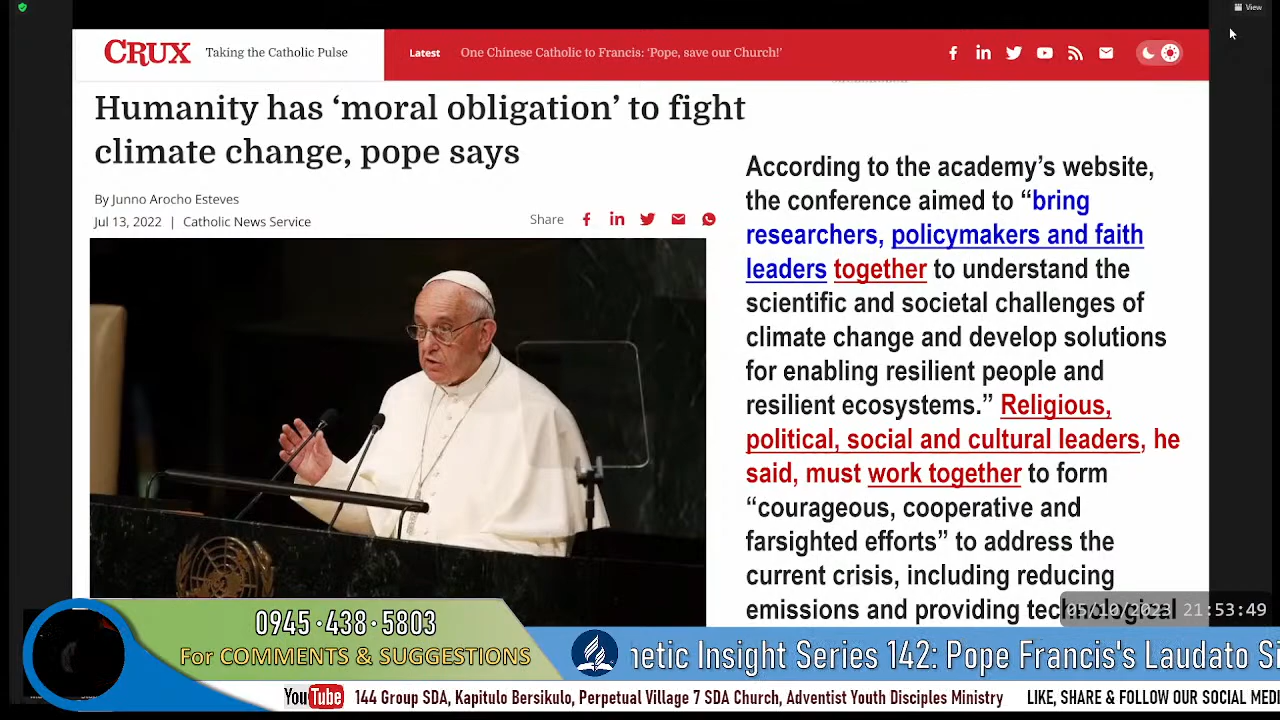 View
CRUX Taking the Catholic Pulse Latest One Chinese Catholic to Francis: 'Pope, save our Church!'
Humanity has ‘moral obligation’ to fight
climate change, pope says
By Junno Arocho Esteves
Jul 13, 2022 | Catholic News Service
Share
According to the academy’s website,
the conference aimed to “bring
researchers, policymakers and faith
leaders together to understand the
scientific and societal challenges of
climate change and develop solutions
for enabling resilient people and
resilient ecosystems.” Religious,
political, social and cultural leaders, he
said, must work together to form
“courageous, cooperative and
farsighted efforts” to address the
current crisis, including reducing
emissions and providing technological
05/10/2023 21:53:49
0945·438·5803
For COMMENTS & SUGGESTIONS
netic Insight Series 142: Pope Francis's Laudato Si
YouTube 144 Group SDA, Kapitulo Bersikulo, Perpetual Village 7 SDA Church, Adventist Youth Disciples Ministry LIKE, SHARE & FOLLOW OUR SOCIAL MED